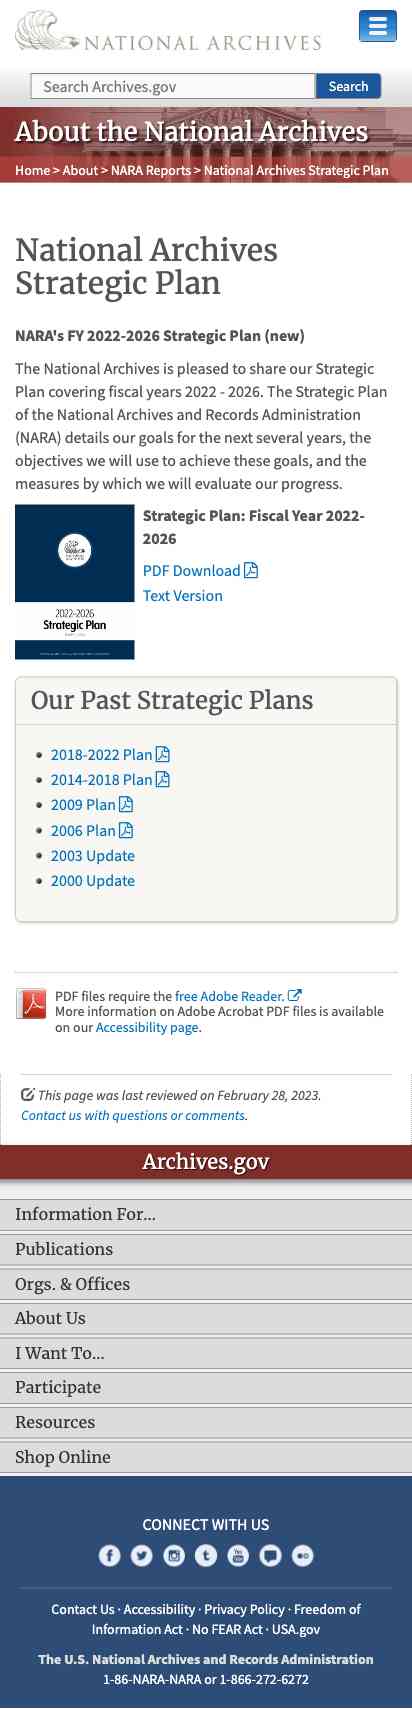 NATIONAL ARCHIVES
Search Archives.gov
Search
About the National Archives
Home > About > NARA Reports > National Archives Strategic Plan
National Archives
Strategic Plan
NARA's FY 2022-2026 Strategic Plan (new)
The National Archives is pleased to share our Strategic
Plan covering fiscal years 2022 - 2026. The Strategic Plan
of the National Archives and Records Administration
(NARA) details our goals for the next several years, the
objectives we will use to achieve these goals, and the
measures by which we will evaluate our progress.
2022-2026
Strategic Plan
Strategic Plan: Fiscal Year 2022-
2026
PDF Download
Text Version
Our Past Strategic Plans
2018-2022 Plan
2014-2018 Plan
2009 Plan
2006 Plan
2003 Update
2000 Update
PDF files require the free Adobe Reader.
More information on Adobe Acrobat PDF files is available
on our Accessibility page.
This page was last reviewed on February 28, 2023.
Contact us with questions or comments.
Archives.gov
Information For…
Publications
Orgs. & Offices
About Us
I Want To…
Participate
Resources
Shop Online
CONNECT WITH US
Contact Us · Accessibility · Privacy Policy · Freedom of
Information Act · No FEAR Act · USA.gov
The U.S. National Archives and Records Administration
1-86-NARA-NARA or 1-866-272-6272